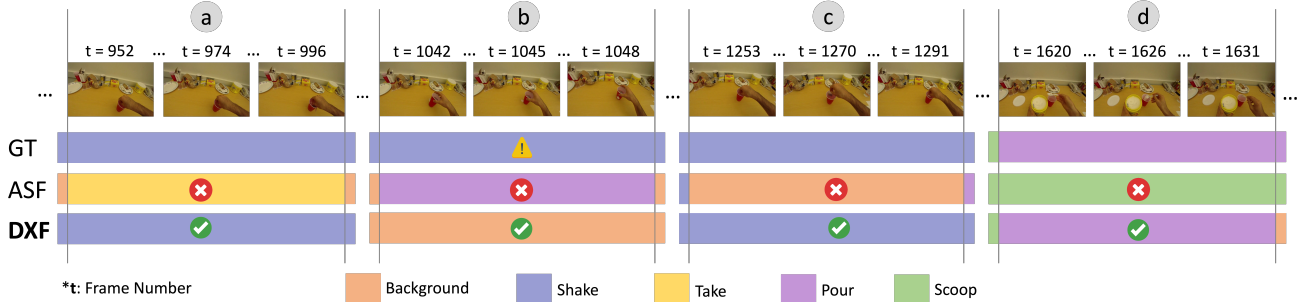 a b c d
t = 952 ... t = 974 ... t = 996 t = 1042 ... t = 1045 ... t = 1048 t = 1253 ... t = 1270 ... t = 1291 t = 1620 ... t = 1626 ... t = 1631
... ... ... ... ...
GT !
ASF
DXF
*t: Frame Number Background Shake Take Pour Scoop